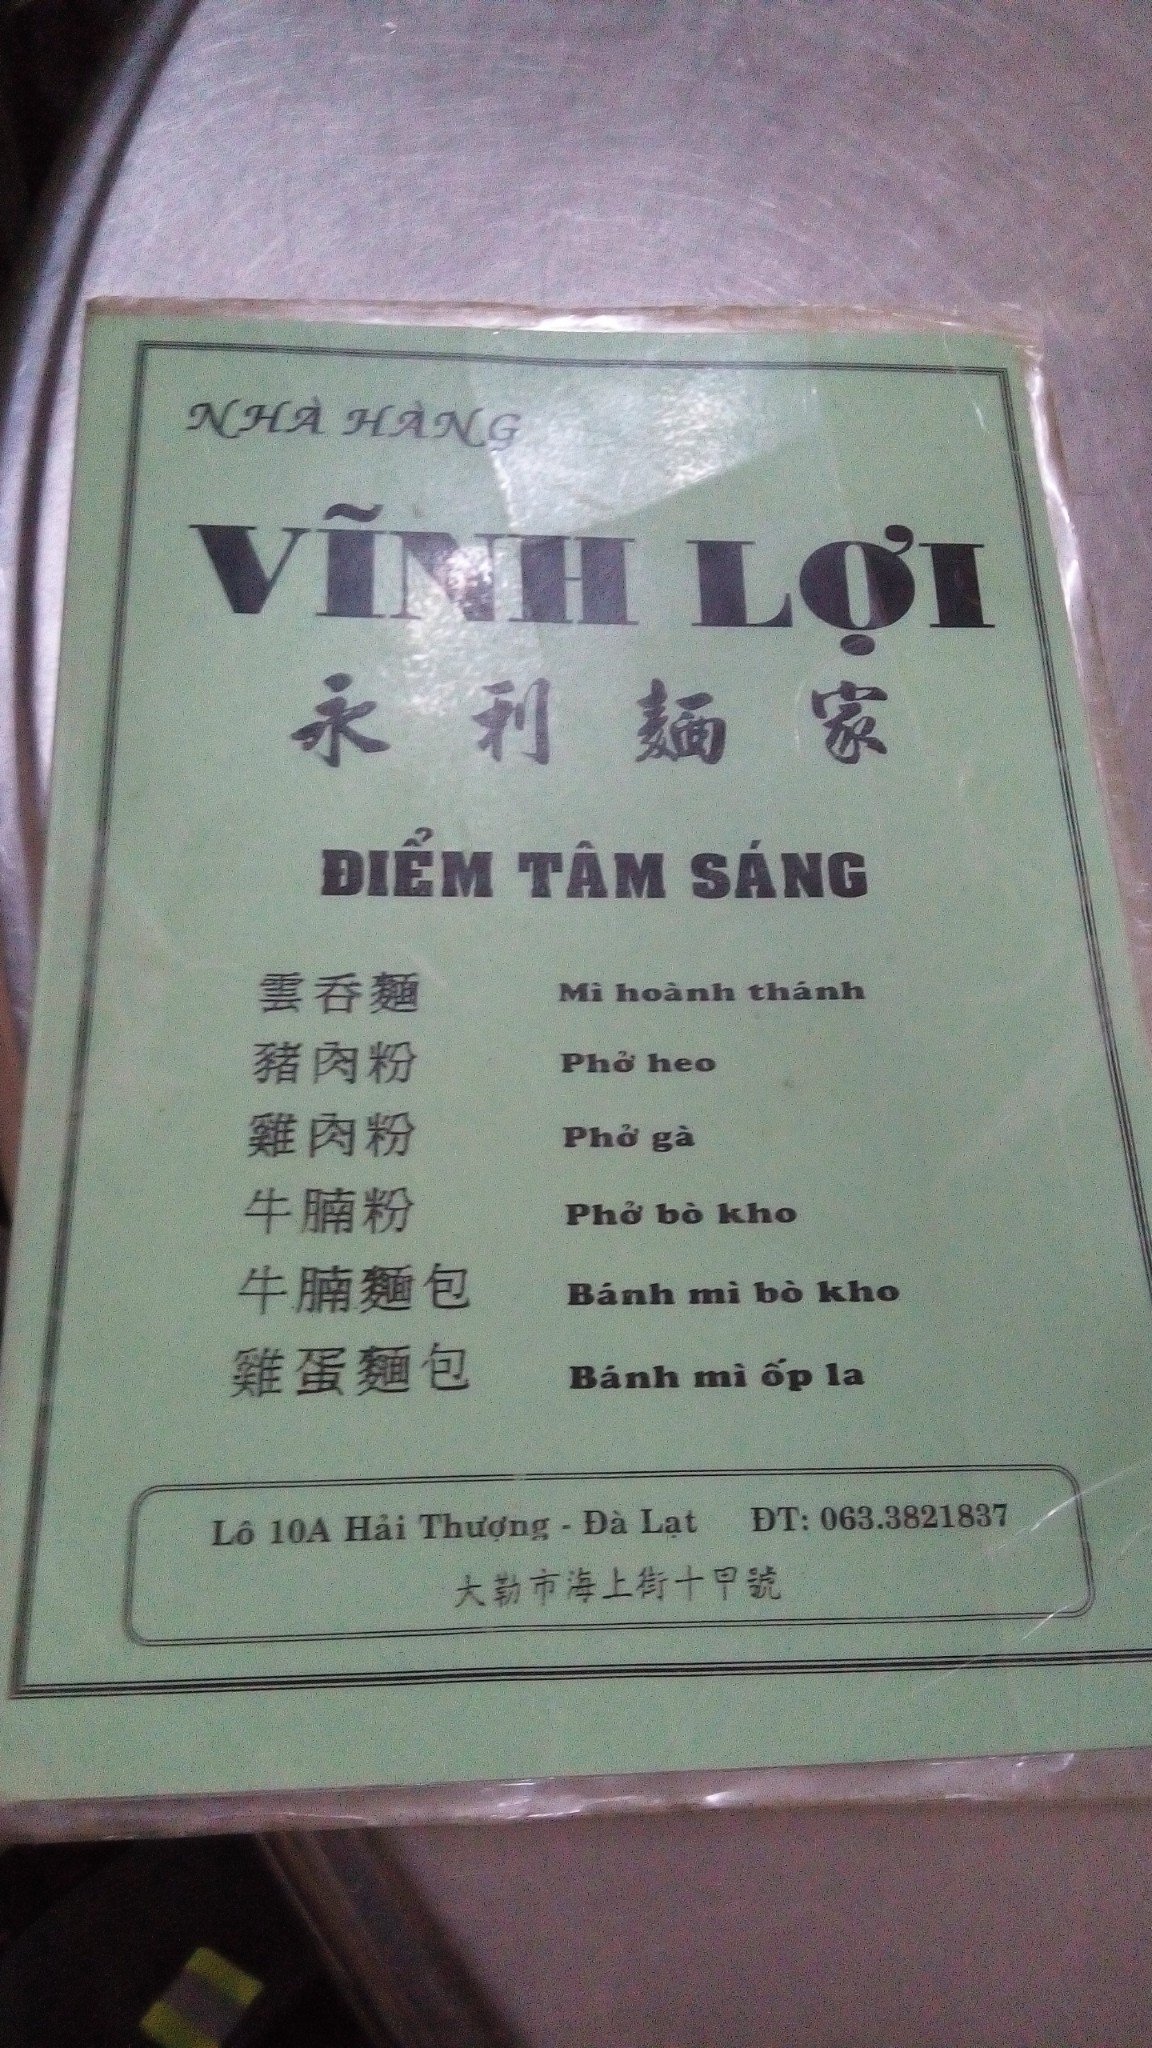 NHÀ HÀNG
VĨNH LỢI
永利麵家
ĐIỂM TÂM SÁNG
雲吞麵 Mì hoành thánh
豬肉粉 Phở heo
雞肉粉 Phở gà
牛腩粉 Phở bò kho
牛腩麵包 Bánh mì bò kho
雞蛋麵包 Bánh mì ốp la
Lô 10A Hải Thượng - Đà Lạt ĐT: 063.3821837
大勒市海上街十甲號